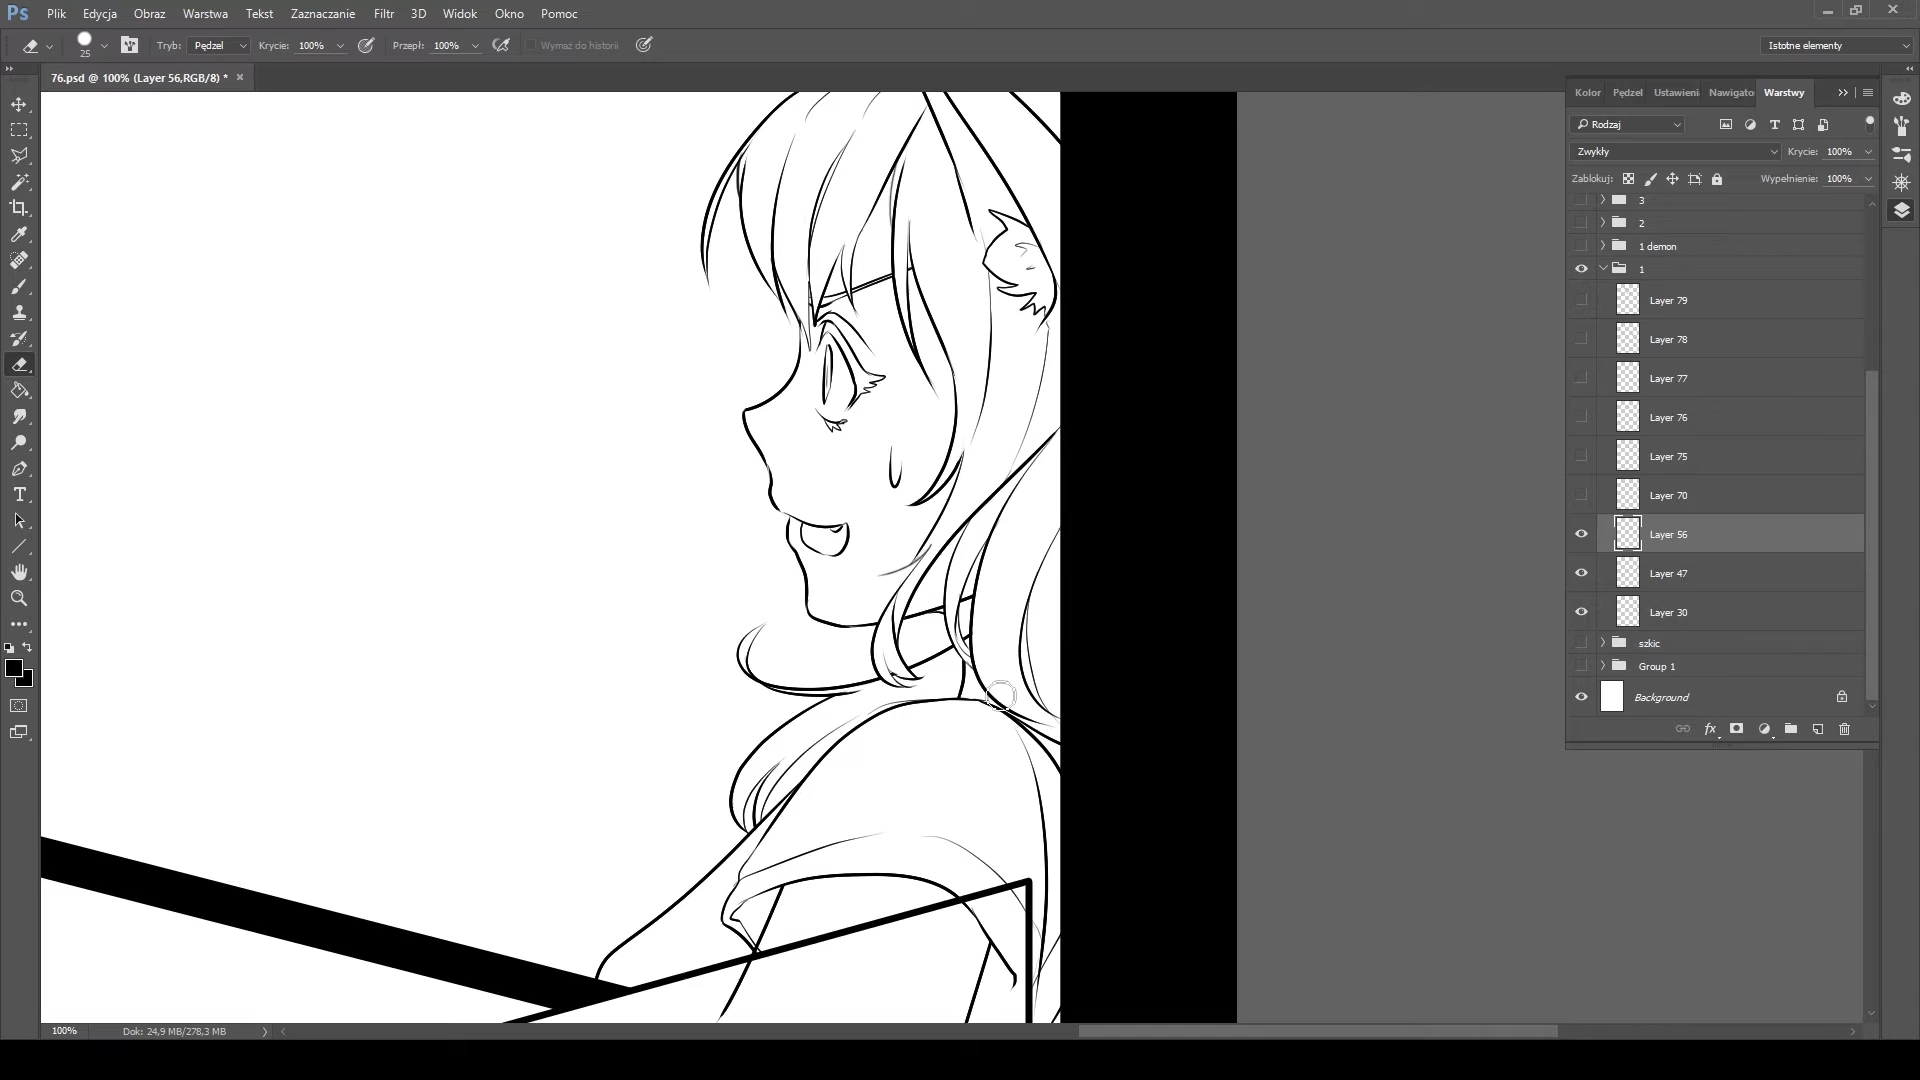 Ps Plik Edycja Obraz Warstwa Tekst Zaznaczanie Filtr 3D Widok Okno Pomoc
25 Tryb: Pędzel Krycie: 100% Przepł: 100% Wymaż do historii Istotne elementy
76.psd @ 100% (Layer 56,RGB/8) * ×
Kolor Pędzel Ustawieni Nawigato Warstwy
Rodzaj
Zwykły Krycie: 100%
Zablokuj: Wypełnienie: 100%
3
2
1 demon
1
Layer 79
Layer 78
Layer 77
Layer 76
Layer 75
Layer 70
Layer 56
Layer 47
Layer 30
szkic
Group 1
Background
fx
100% Dok: 24,9 MB/278,3 MB